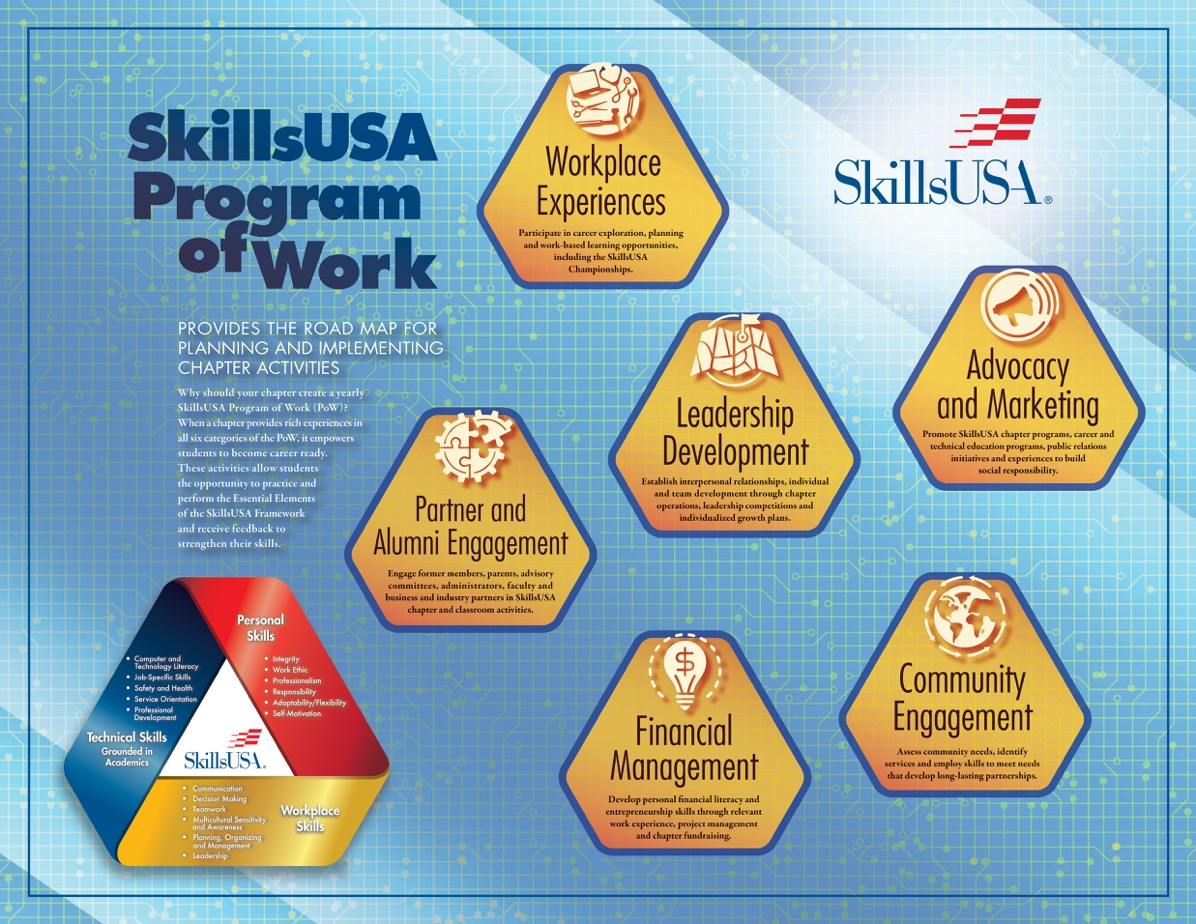 SkillsUSA
Program
of Work
PROVIDES THE ROAD MAP FOR
PLANNING AND IMPLEMENTING
CHAPTER ACTIVITIES
Why should your chapter create a yearly
SkillsUSA Program of Work (PoW)?
When a chapter provides rich experiences in
all six categories of the PoW, it empowers
students to become career ready.
These activities allow students
the opportunity to practice and
perform the Essential Elements
of the SkillsUSA Framework
and receive feedback to
strengthen their skills.
Workplace
Experiences
Participate in career exploration, planning
and work-based learning opportunities,
including the SkillsUSA
Championships.
SkillsUSA®
Advocacy
and Marketing
Promote SkillsUSA chapter programs, career and
technical education programs, public relations
initiatives and experiences to build
social responsibility.
Leadership
Development
Establish interpersonal relationships, individual
and team development through chapter
operations, leadership competitions and
individualized growth plans.
Partner and
Alumni Engagement
Engage former members, parents, advisory
committees, administrators, faculty and
business and industry partners in SkillsUSA
chapter and classroom activities.
Community
Engagement
Assess community needs, identify
services and employ skills to meet needs
that develop long-lasting partnerships.
$
Financial
Management
Develop personal financial literacy and
entrepreneurship skills through relevant
work experience, project management
and chapter fundraising.
Personal
Skills
• Integrity
• Work Ethic
• Professionalism
• Responsibility
• Adaptability/Flexibility
• Self-Motivation
• Computer and
Technology Literacy
• Job-Specific Skills
• Safety and Health
• Service Orientation
• Professional
Development
Technical Skills
Grounded in
Academics
SkillsUSA®
• Communication
• Decision Making
• Teamwork
• Multicultural Sensitivity
and Awareness
• Planning, Organizing
and Management
• Leadership
Workplace
Skills